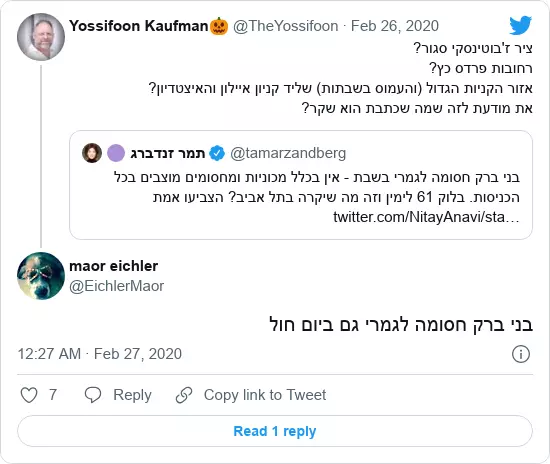 Yossifoon Kaufman🎃 @TheYossifoon · Feb 26, 2020
ציר ז'בוטינסקי סגור?
רחובות פרדס כץ?
אזור הקניות הגדול (והעמוס בשבתות) שליד קניון איילון והאיצטדיון?
את מודעת לזה שמה שכתבת הוא שקר?
תמר זנדברג @tamarzandberg
בני ברק חסומה לגמרי בשבת - אין בכלל מכוניות ומחסומים מוצבים בכל
הכניסות. בלוק 61 לימין וזה מה שיקרה בתל אביב? הצביעו אמת
twitter.com/NitayAnavi/sta…
maor eichler
@EichlerMaor
בני ברק חסומה לגמרי גם ביום חול
12:27 AM · Feb 27, 2020
7 Reply Copy link to Tweet
Read 1 reply